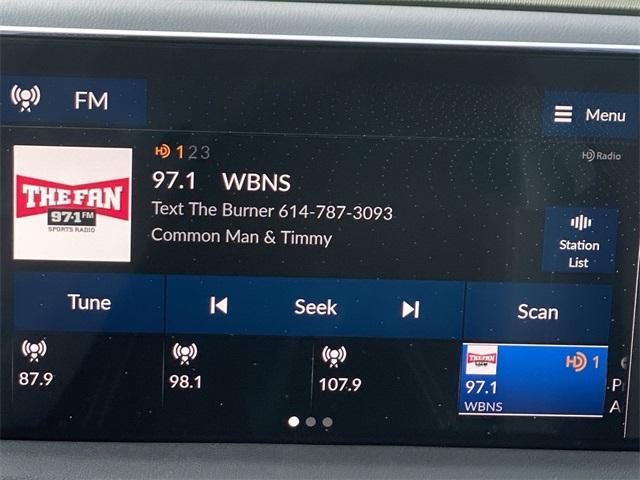 FM
Menu
HD 1 2 3
HD Radio
97.1 WBNS
THE FAN
97.1 FM
SPORTS RADIO
Text The Burner 614-787-3093
Common Man & Timmy
Station
List
Tune
Seek
Scan
87.9
98.1
107.9
THE FAN
HD 1
97.1
WBNS
P
A